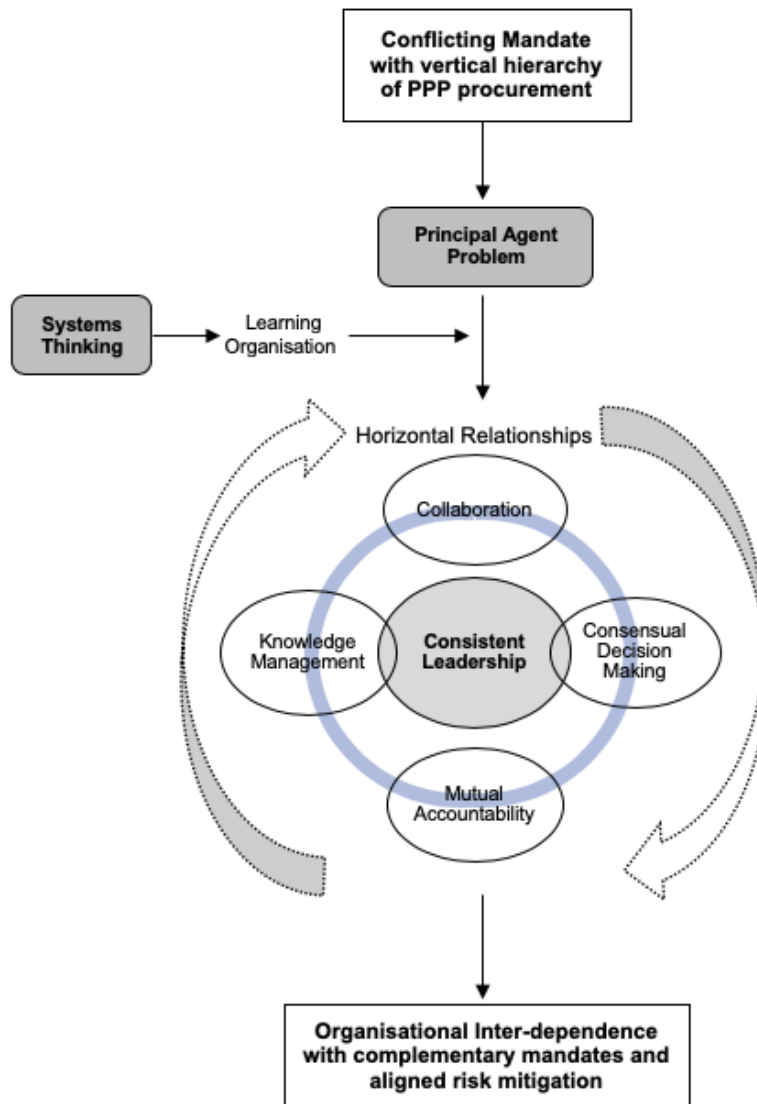 Conflicting Mandate
with vertical hierarchy
of PPP procurement
Principal Agent
Problem
Systems
Thinking
Learning
Organisation
Horizontal Relationships
Collaboration
Knowledge
Management
Consistent
Leadership
Consensual
Decision
Making
Mutual
Accountability
Organisational Inter-dependence
with complementary mandates and
aligned risk mitigation